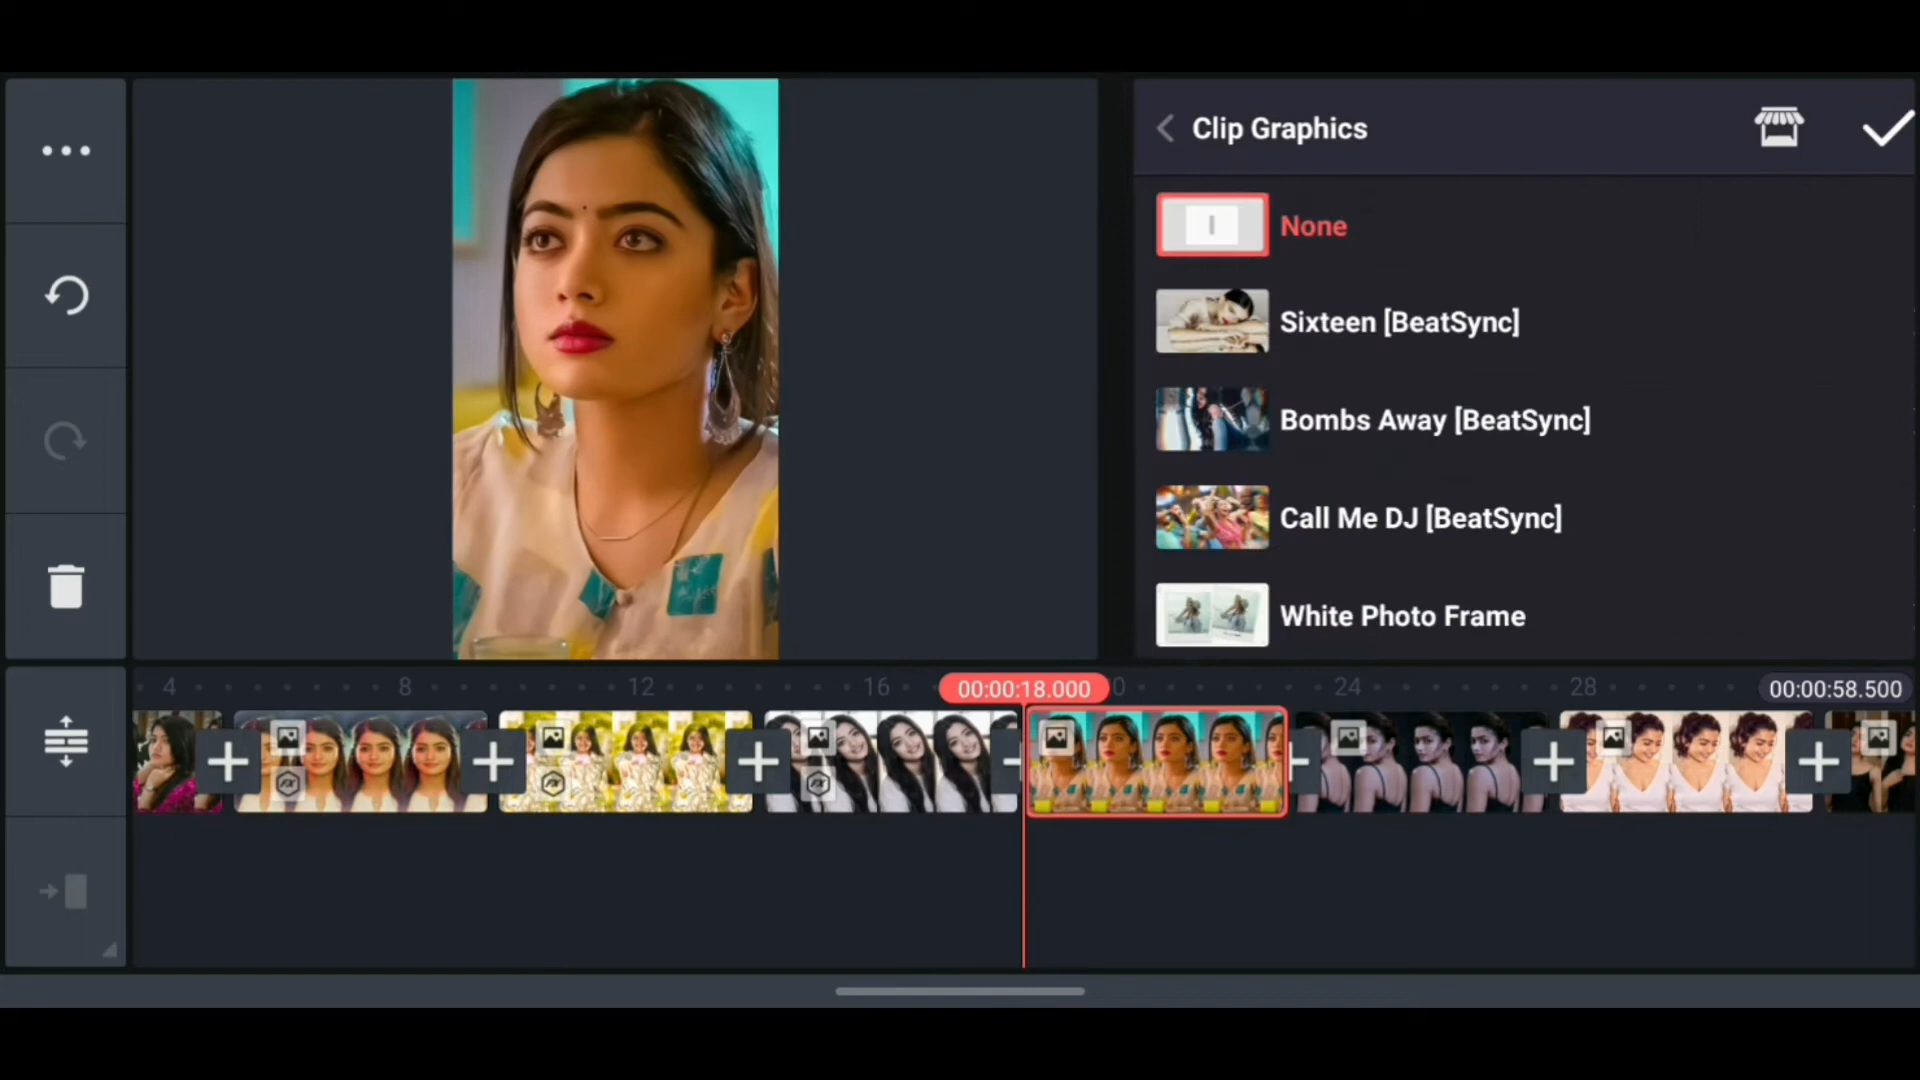 Clip Graphics
None
Sixteen [BeatSync]
Bombs Away [BeatSync]
Call Me DJ [BeatSync]
White Photo Frame
4 8 12 16 00:00:18.000 0 24 28 00:00:58.500